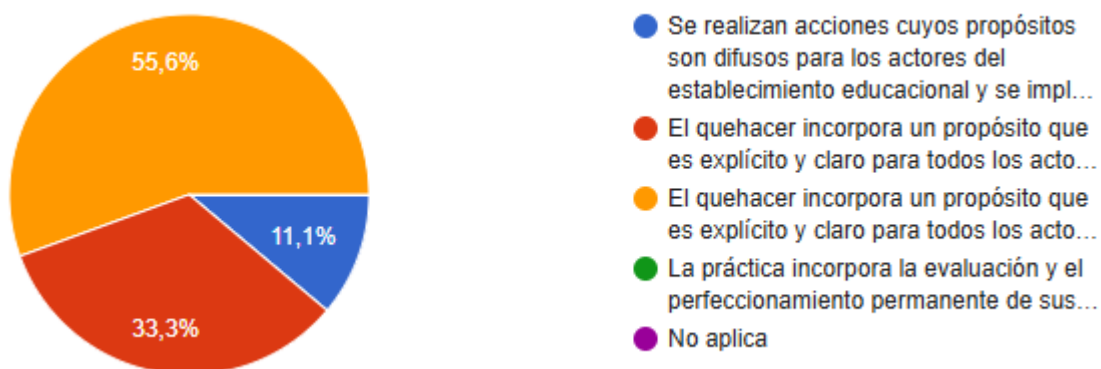 55,6%
11,1%
33,3%
Se realizan acciones cuyos propósitos
son difusos para los actores del
establecimiento educacional y se impl...
El quehacer incorpora un propósito que
es explícito y claro para todos los acto...
El quehacer incorpora un propósito que
es explícito y claro para todos los acto...
La práctica incorpora la evaluación y el
perfeccionamiento permanente de sus...
No aplica